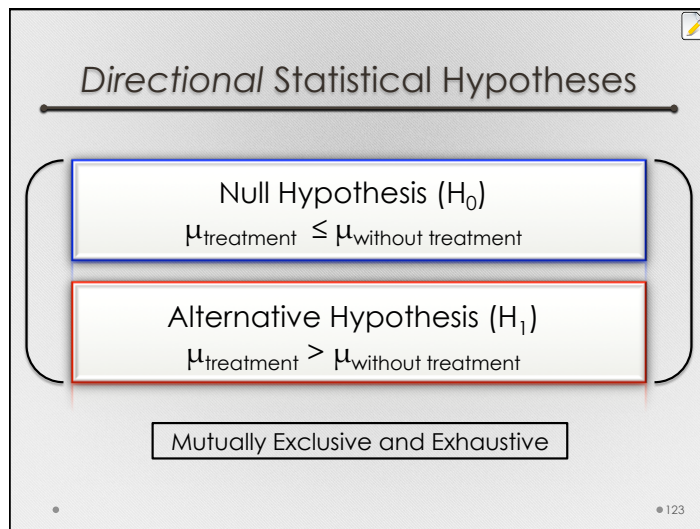 Directional Statistical Hypotheses
Null Hypothesis (H₀)
μtreatment ≤ μwithout treatment
Alternative Hypothesis (H₁)
μtreatment > μwithout treatment
Mutually Exclusive and Exhaustive
123